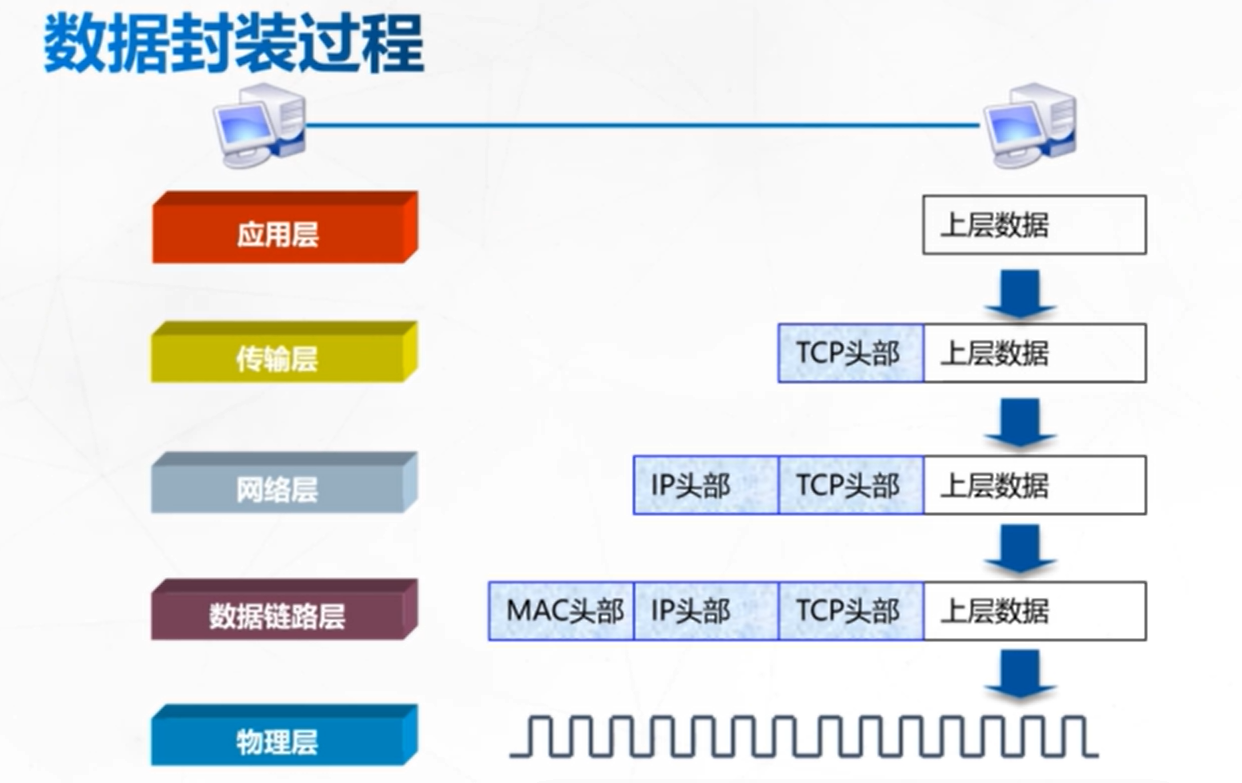 数据封装过程
应用层
上层数据
传输层
TCP头部 上层数据
网络层
IP头部 TCP头部 上层数据
数据链路层
MAC头部 IP头部 TCP头部 上层数据
物理层